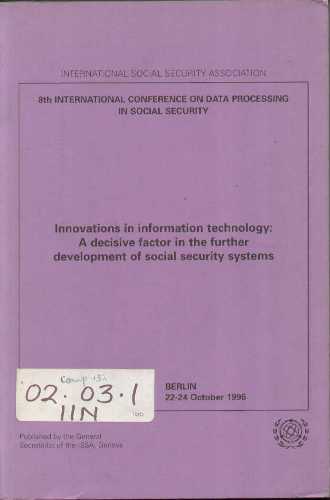 INTERNATIONAL SOCIAL SECURITY ASSOCIATION
8th INTERNATIONAL CONFERENCE ON DATA PROCESSING
IN SOCIAL SECURITY
Innovations in information technology:
A decisive factor in the further
development of social security systems
BERLIN
22-24 October 1996
02.03.1
IIN
Published by the General
Secretariat of the ISSA, Geneva